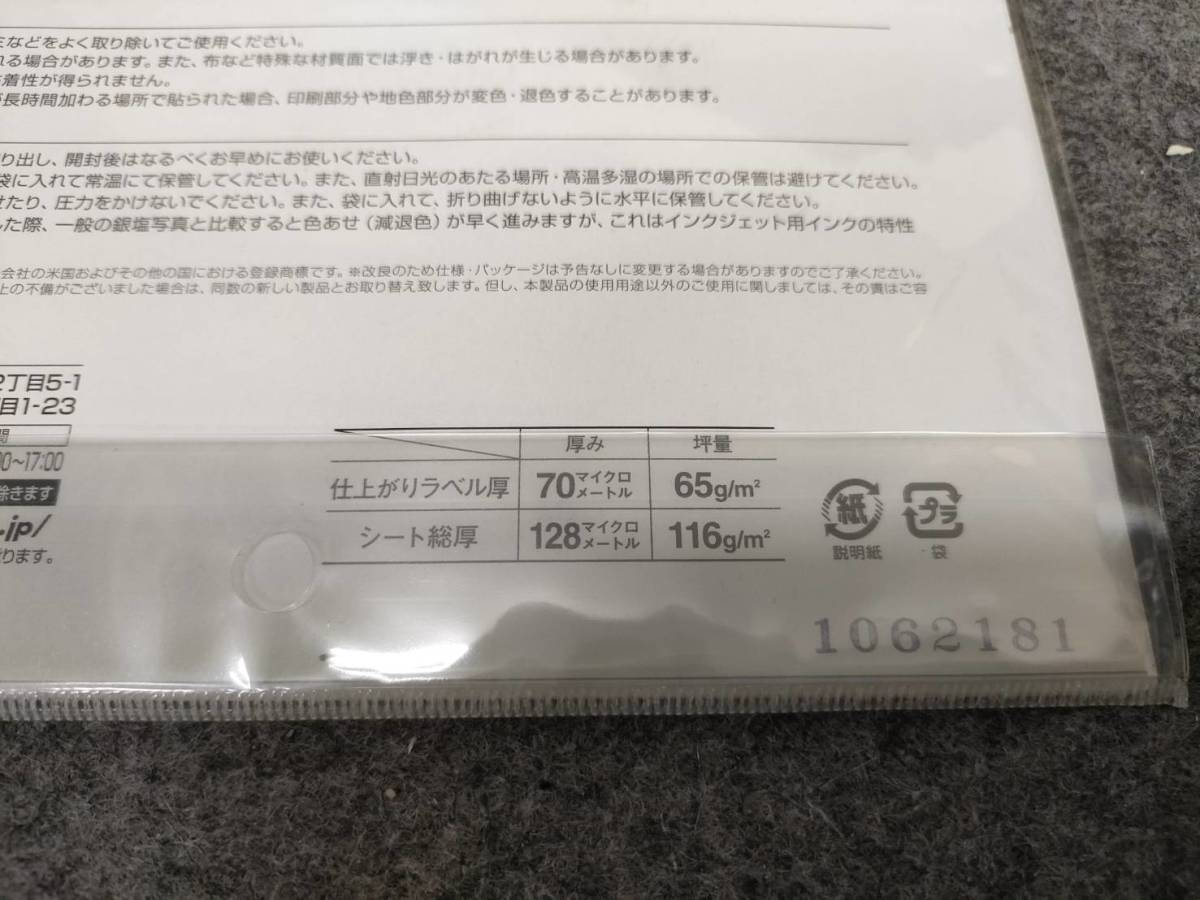 ミなどをよく取り除いてご使用ください。
れる場合があります。また、布など特殊な材質面では浮き・はがれが生じる場合があります。
着性が得られません。
が長時間加わる場所で貼られた場合、印刷部分や地色部分が変色・退色することがあります。
り出し、開封後はなるべくお早めにお使いください。
袋に入れて常温にて保管してください。また、直射日光のあたる場所・高温多湿の場所での保管は避けてください。
せたり、圧力をかけないでください。また、袋に入れて、折り曲げないように水平に保管してください。
した際、一般の銀塩写真と比較すると色あせ(減退色)が早く進みますが、これはインクジェット用インクの特性
会社の米国およびその他の国における登録商標です。※改良のため仕様・パッケージは予告なしに変更する場合がありますのでご了承ください。
上の不備がございました場合は、同数の新しい製品とお取り替え致します。但し、本製品の使用用途以外のご使用に関しましては、その責はご容
2丁目5-1
目1-23
間
00~17:00
除きます
.jp/
ります。
厚み 坪量
仕上がりラベル厚 70マイクロメートル 65g/m²
シート総厚 128マイクロメートル 116g/m²
紙 プラ
説明紙 袋
1062181